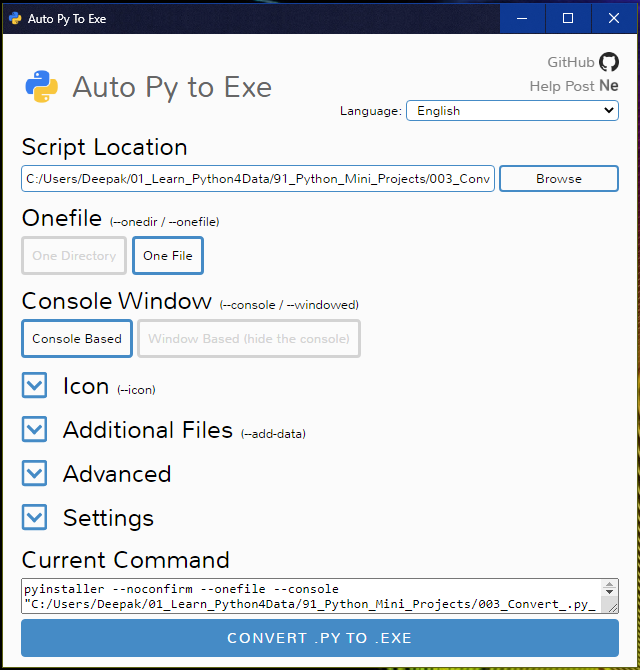 Auto Py To Exe
GitHub
Auto Py to Exe
Help Post Ne
Language: English
Script Location
C:/Users/Deepak/01_Learn_Python4Data/91_Python_Mini_Projects/003_Conv
Browse
Onefile (--onedir / --onefile)
One Directory
One File
Console Window (--console / --windowed)
Console Based
Window Based (hide the console)
Icon (--icon)
Additional Files (--add-data)
Advanced
Settings
Current Command
pyinstaller --noconfirm --onefile --console
"C:/Users/Deepak/01_Learn_Python4Data/91_Python_Mini_Projects/003_Convert_.py_
CONVERT .PY TO .EXE